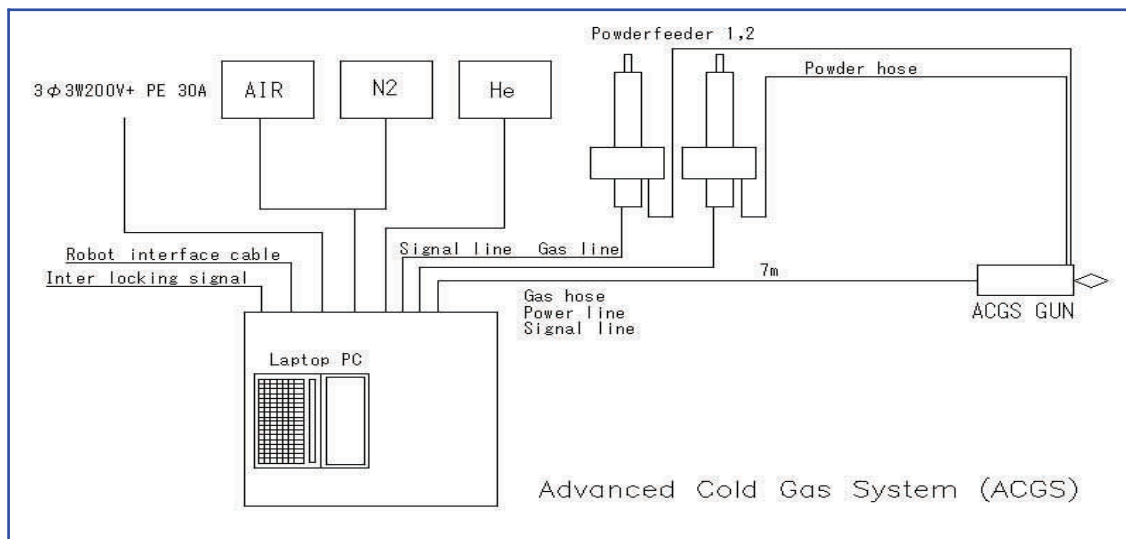 Powderfeeder 1,2
Powder hose
3φ3W200V+ PE 30A
AIR
N2
He
Robot interface cable
Inter locking signal
Signal line Gas line
7m
Gas hose
Power line
Signal line
ACGS GUN
Laptop PC
Advanced Cold Gas System (ACGS)